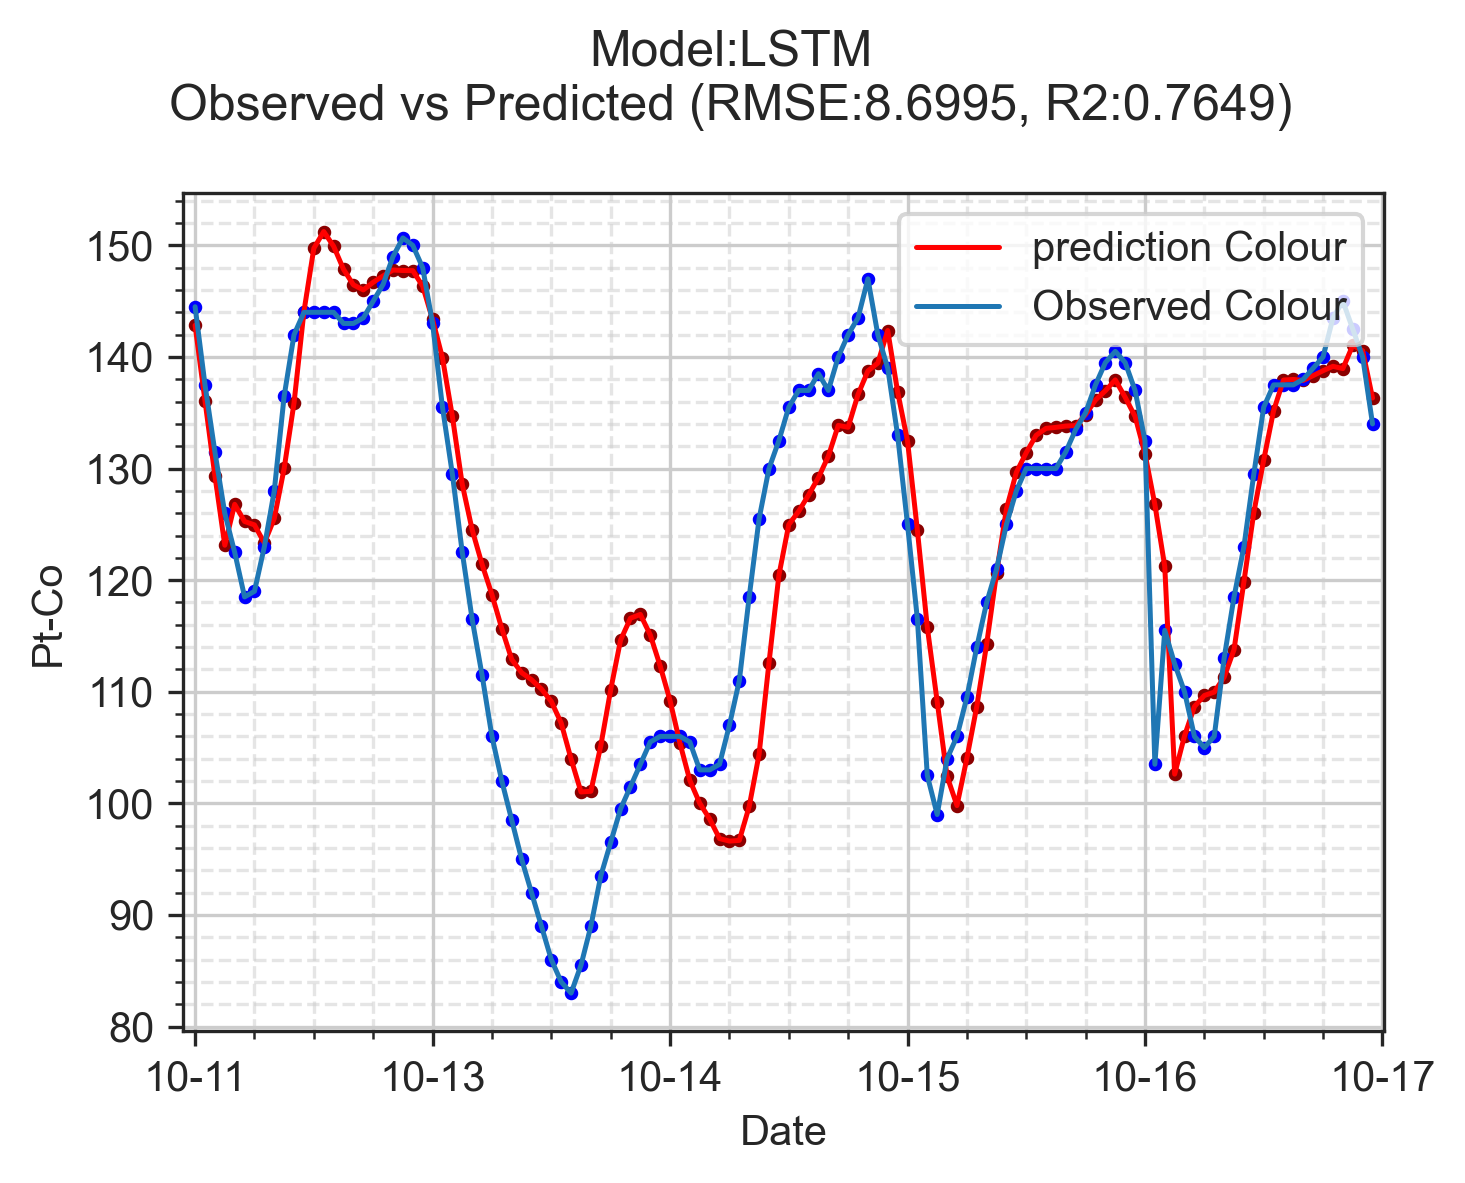 Model:LSTM
Observed vs Predicted (RMSE:8.6995, R2:0.7649)
prediction Colour
Observed Colour
150
140
130
120
110
100
90
80
Pt-Co
10-11 10-13 10-14 10-15 10-16 10-17
Date